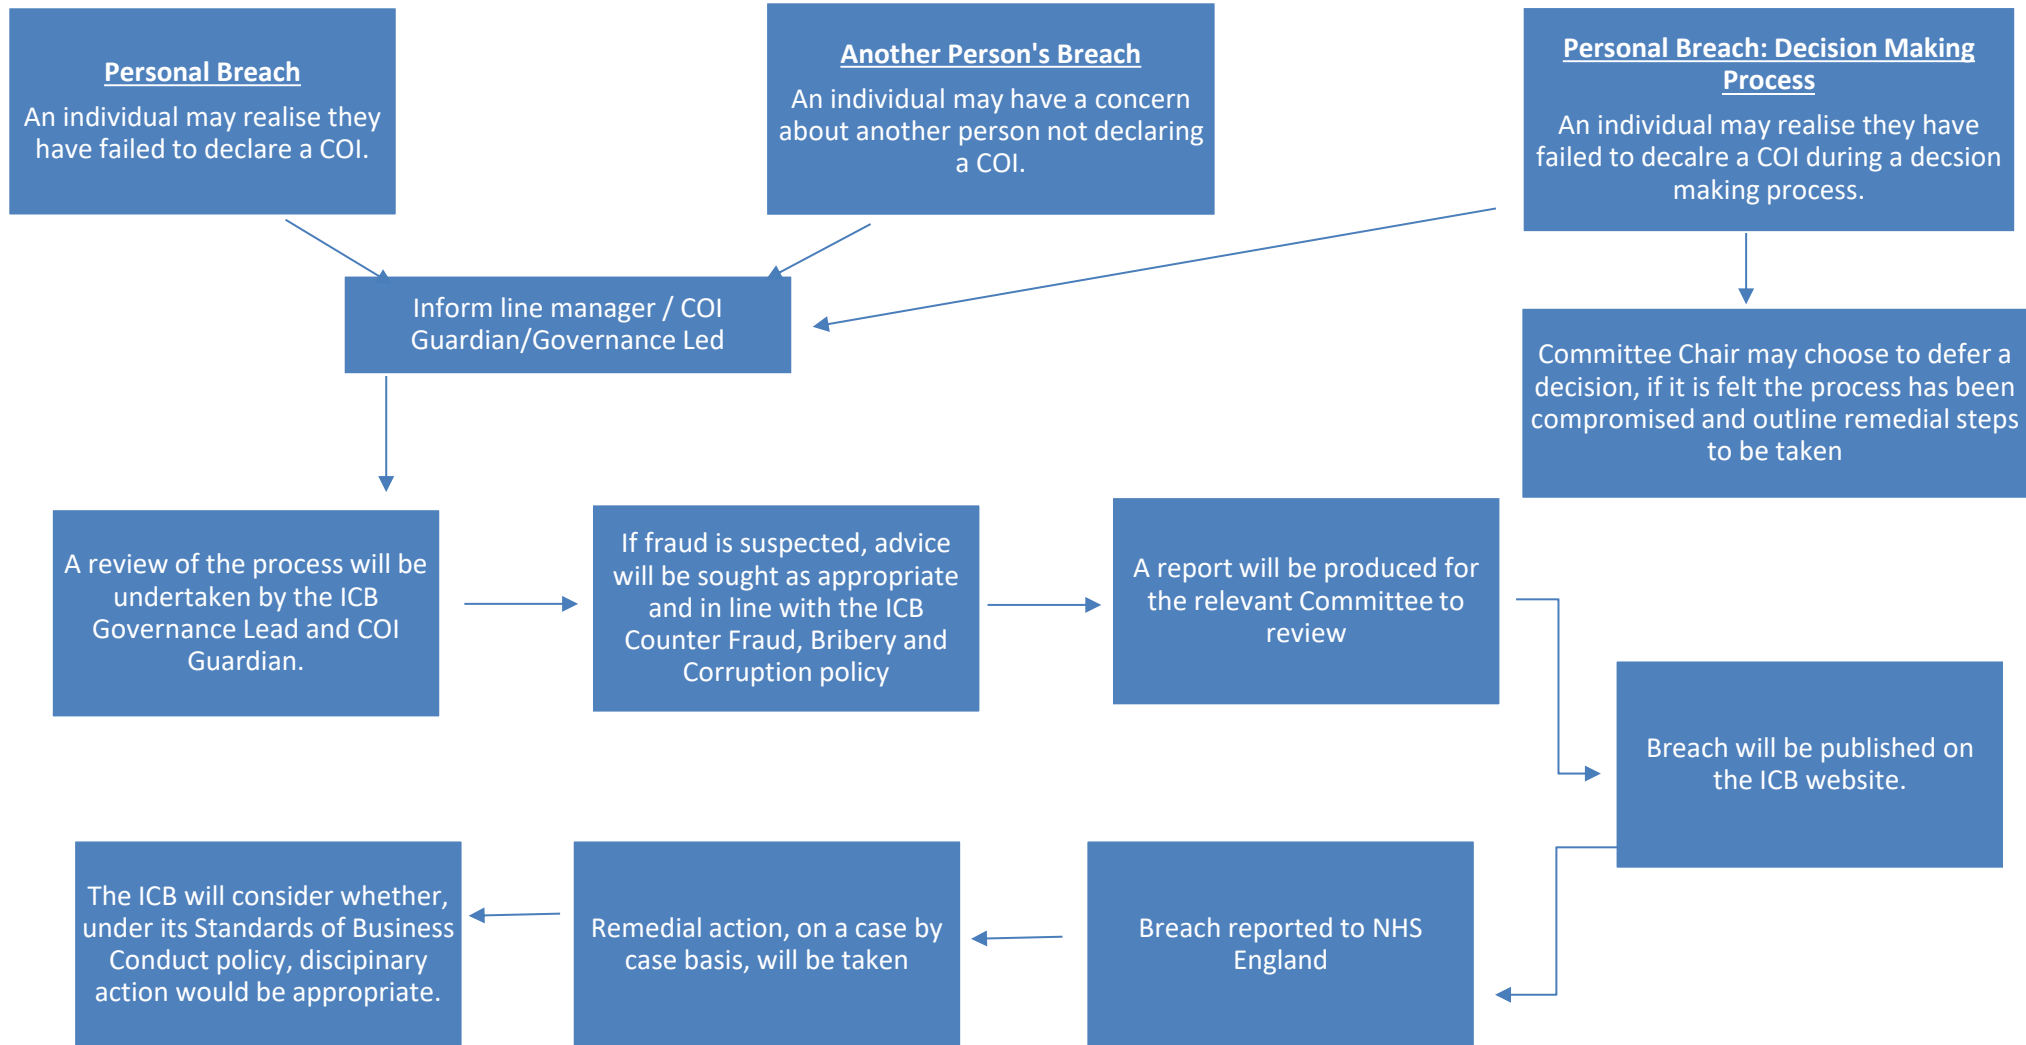 Personal Breach
An individual may realise they
have failed to declare a COI.
Another Person's Breach
An individual may have a concern
about another person not declaring
a COI.
Personal Breach: Decision Making
Process
An individual may realise they have
failed to decalre a COI during a decsion
making process.
Inform line manager / COI
Guardian/Governance Led
Committee Chair may choose to defer a
decision, if it is felt the process has been
compromised and outline remedial steps
to be taken
A review of the process will be
undertaken by the ICB
Governance Lead and COI
Guardian.
If fraud is suspected, advice
will be sought as appropriate
and in line with the ICB
Counter Fraud, Bribery and
Corruption policy
A report will be produced for
the relevant Committee to
review
Breach will be published on
the ICB website.
The ICB will consider whether,
under its Standards of Business
Conduct policy, discipinary
action would be appropriate.
Remedial action, on a case by
case basis, will be taken
Breach reported to NHS
England